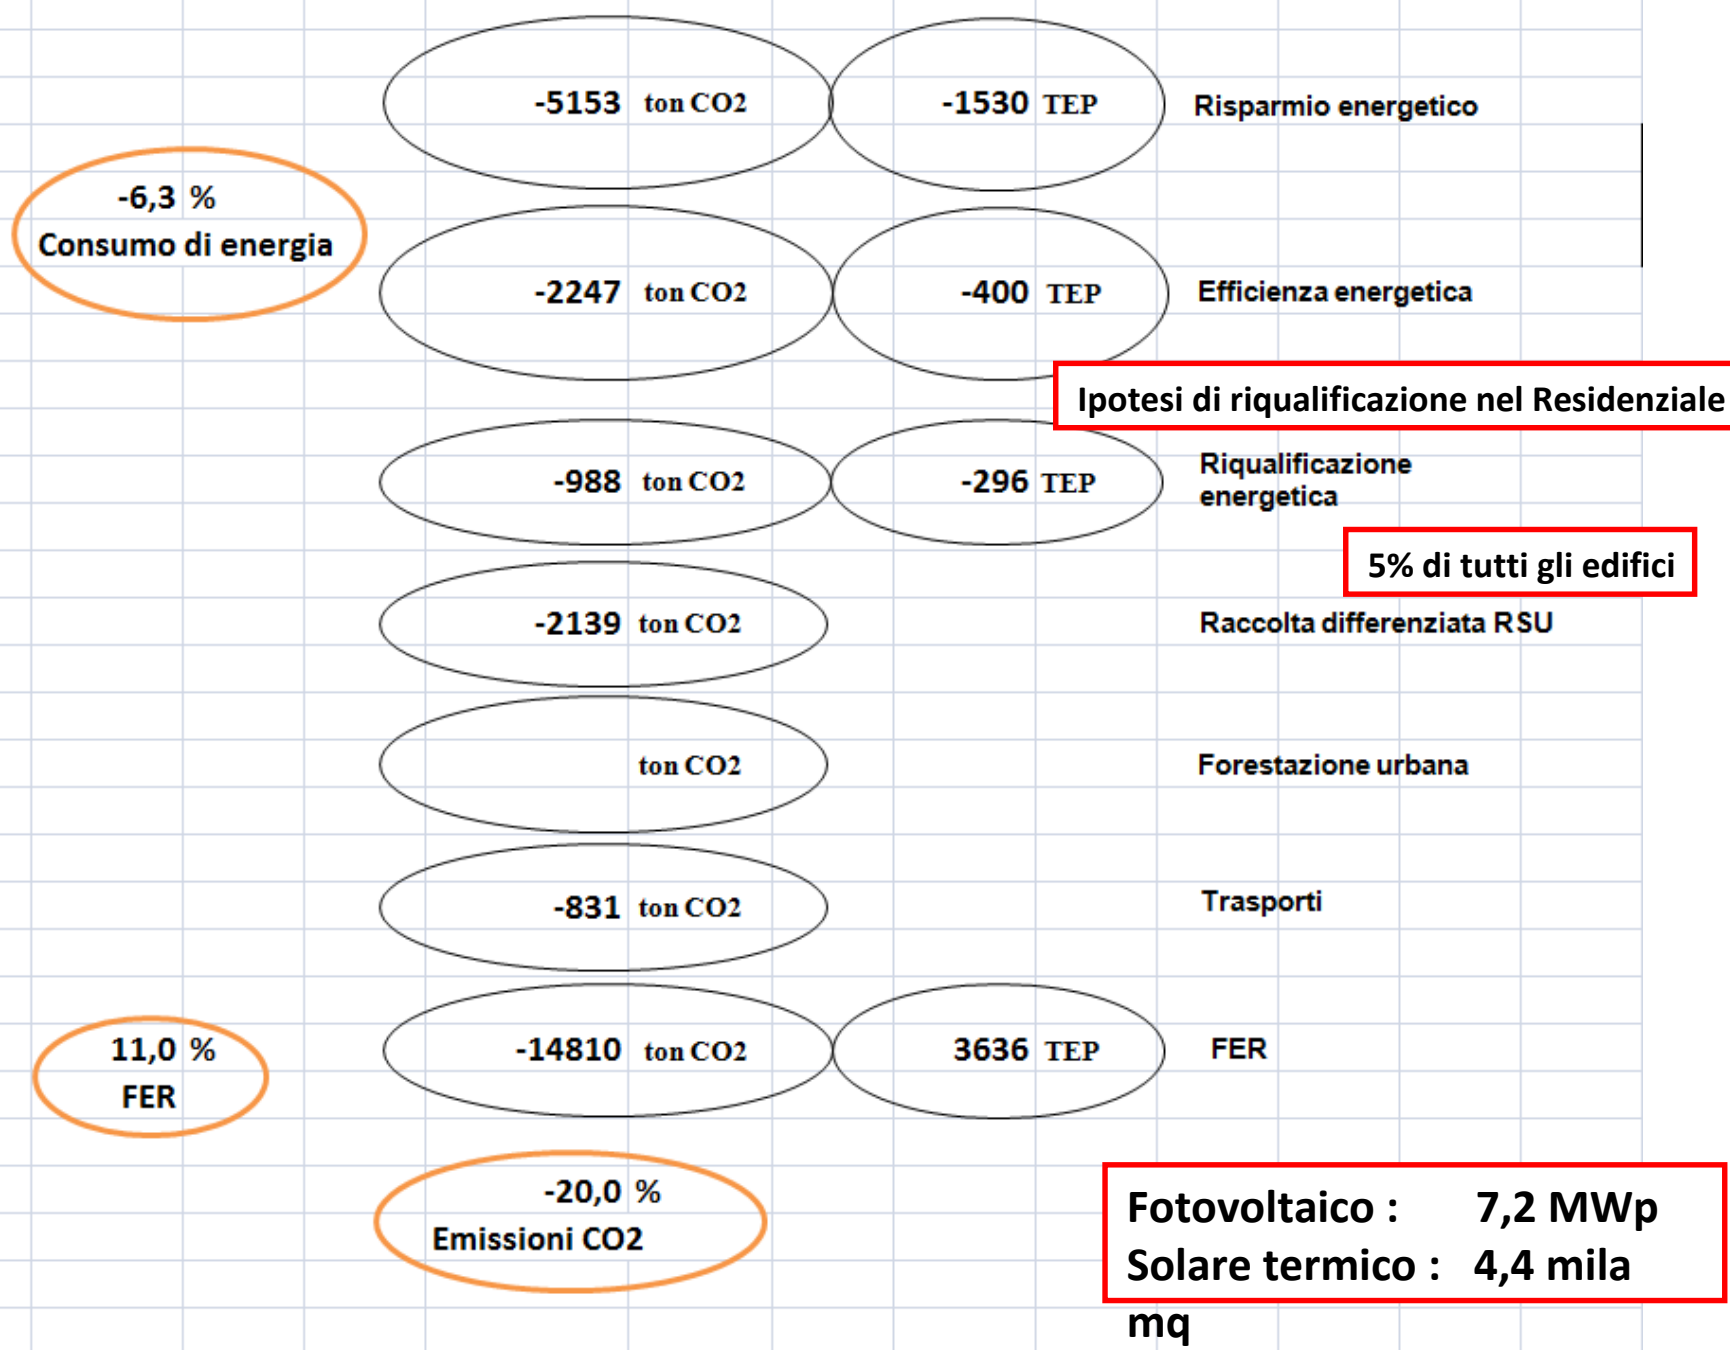 -5153 ton CO2 -1530 TEP Risparmio energetico
-6,3 %
Consumo di energia
-2247 ton CO2 -400 TEP Efficienza energetica
Ipotesi di riqualificazione nel Residenziale
-988 ton CO2 -296 TEP Riqualificazione
energetica
5% di tutti gli edifici
-2139 ton CO2 Raccolta differenziata RSU
ton CO2 Forestazione urbana
-831 ton CO2 Trasporti
11,0 % -14810 ton CO2 3636 TEP FER
FER
-20,0 %
Emissioni CO2
Fotovoltaico : 7,2 MWp
Solare termico : 4,4 mila
mq